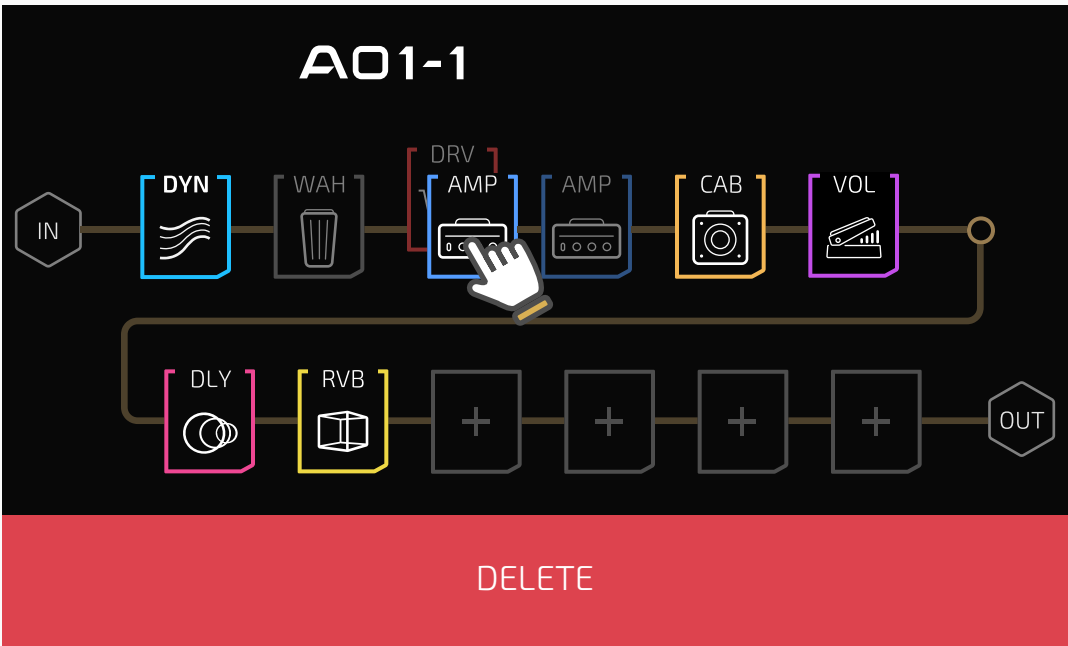 A01-1
DRV
DYN WAH AMP AMP CAB VOL
IN
DLY RVB
OUT
DELETE